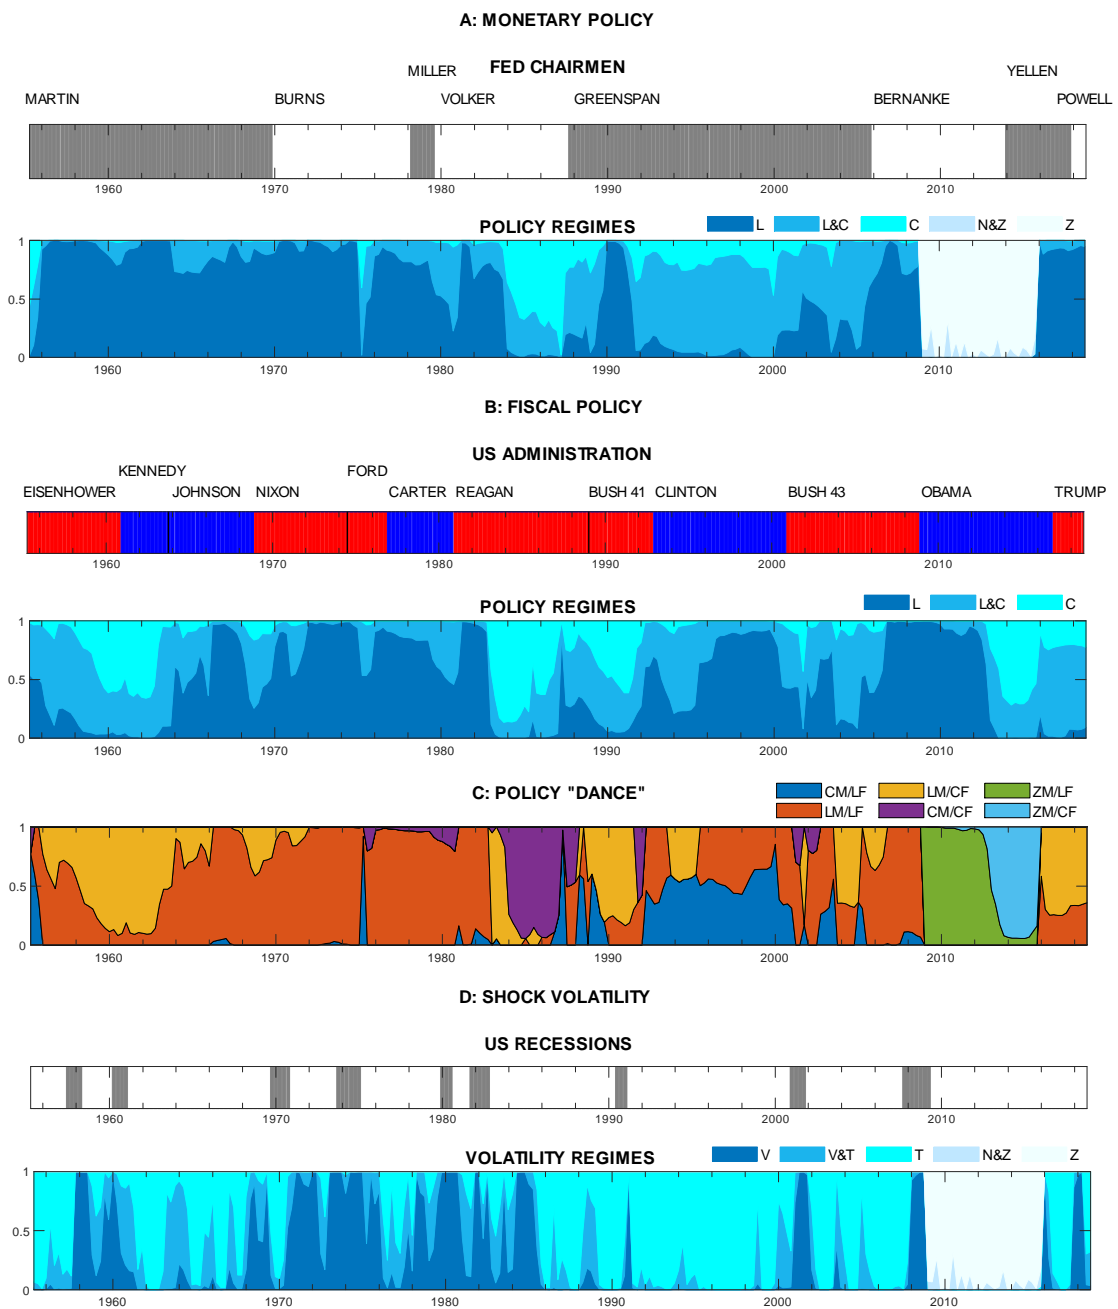 A: MONETARY POLICY
FED CHAIRMEN
MILLER YELLEN
MARTIN BURNS VOLKER GREENSPAN BERNANKE POWELL
1960 1970 1980 1990 2000 2010
POLICY REGIMES L L&C C N&Z Z
1
0.5
0
1960 1970 1980 1990 2000 2010
B: FISCAL POLICY
US ADMINISTRATION
KENNEDY FORD
EISENHOWER JOHNSON NIXON CARTER REAGAN BUSH 41 CLINTON BUSH 43 OBAMA TRUMP
1960 1970 1980 1990 2000 2010
POLICY REGIMES L L&C C
1
0.5
0
1960 1970 1980 1990 2000 2010
C: POLICY "DANCE" CM/LF LM/CF ZM/LF
LM/LF CM/CF ZM/CF
1
0.5
0
1960 1970 1980 1990 2000 2010
D: SHOCK VOLATILITY
US RECESSIONS
1960 1970 1980 1990 2000 2010
VOLATILITY REGIMES V V&T T N&Z Z
1
0.5
0
1960 1970 1980 1990 2000 2010